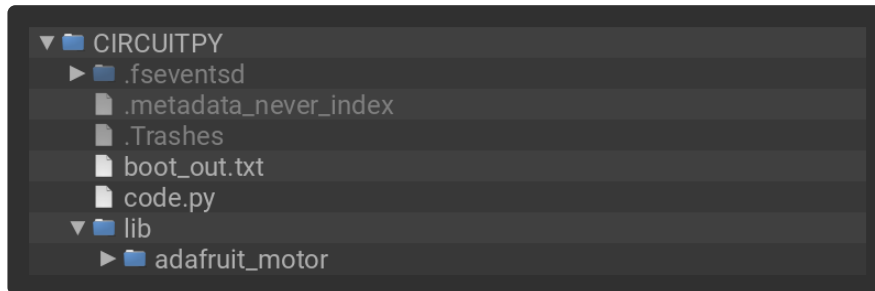 CIRCUITPY
.fseventsd
.metadata_never_index
.Trashes
boot_out.txt
code.py
lib
adafruit_motor